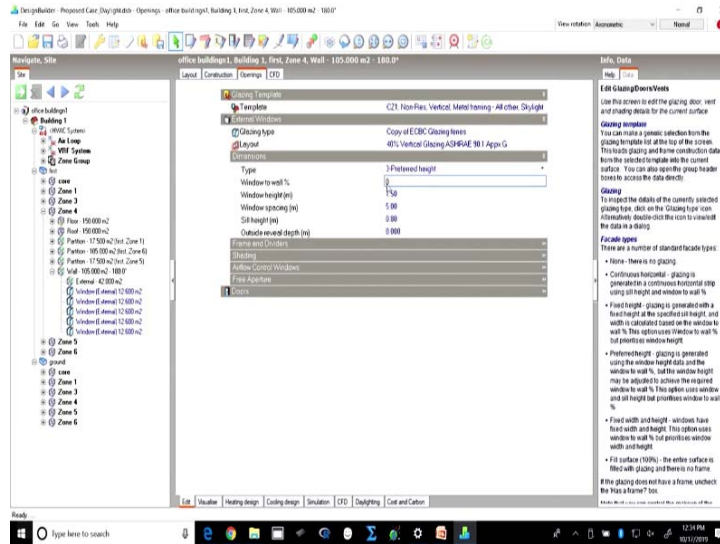 DesignBuilder - Proposed Case_Daylight.dsb - Openings - office buildings1, Building 1, first, Zone 4, Wall - 105.000 m2 - 180.0°
File Edit Go View Tools Help
View rotation Axonometric
Normal
Navigate, Site
office buildings1, Building 1, first, Zone 4, Wall - 105.000 m2 - 180.0°
Info, Data
Site
Layout Construction Openings CFD
Help Data
office buildings1
Building 1
HVAC System
Air Loop
VRF System
Zone Group
first
core
Zone 1
Zone 3
Zone 4
Floor - 150.000 m2
Roof - 150.000 m2
Partition - 17.500 m2 (first, Zone 1)
Partition - 105.000 m2 (first, Zone 6)
Partition - 17.500 m2 (first, Zone 5)
Wall - 105.000 m2 - 180.0°
External - 42.000 m2
Window (External) 12.600 m2
Window (External) 12.600 m2
Window (External) 12.600 m2
Window (External) 12.600 m2
Zone 5
Zone 6
ground
core
Zone 1
Zone 3
Zone 4
Zone 5
Zone 6
Glazing Template
Template
External Windows
Glazing type Copy of ECBC Glazing
Layout 40% Vertical Glazing ASHRAE 90.1 Appx G
Dimensions
Type 3-Preferred height
Window to wall %
Window height (m) 1.50
Window spacing (m) 5.00
Sill height (m) 0.80
Outside reveal depth (m) 0.000
Frame and Dividers
Shading
Airflow Control Windows
Free Aperture
Doors
Edit Glazing/Doors/Vents
Use this screen to edit the glazing, door, vent
and shading details for the current surface
Glazing template
You can make a generic selection from the
glazing template list at the top of the screen.
This loads glazing and frame construction data
from the selected template into the current
surface. You can also open the group header
boxes to access the data directly.
Glazing
To inspect the details of the currently selected
glazing type, click on the 'Glazing type' icon.
Alternatively double-click the icon to view/edit
the data in a dialog.
Facade types
There are a number of standard facade types:
• None - there is no glazing.
• Continuous horizontal - glazing is
generated in a continuous horizontal strip
using sill height and window to wall %
• Fixed height - glazing is generated with a
fixed height at the specified sill height, and
width is calculated based on the window to
wall %. This option uses Window to wall %
but prioritises window height.
• Preferred height - glazing is generated
using the window height data and the
window to wall %, but the window height
may be adjusted to achieve the required
window to wall %. This option uses window
and sill height but prioritises window to wall
%
• Fixed width and height - windows have
fixed width and height. This option uses
window to wall % but prioritises window
width and height
• Fill surface (100%) - the entire surface is
filled with glazing and there is no frame.
If the glazing does not have a frame, uncheck
the 'Has a frame?' box.
Edit Visualise Heating design Cooling design Simulation CFD Daylighting Cost and Carbon
Ready
Type here to search
12:34 PM
10/17/2019